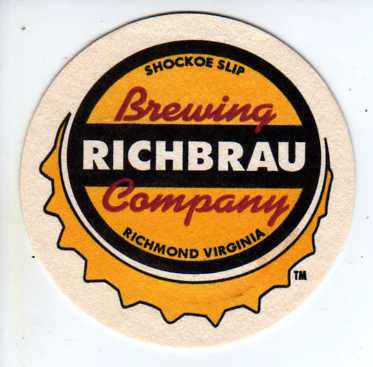 SHOCKOE SLIP
Brewing
RICHBRAU
Company
RICHMOND VIRGINIA
TM